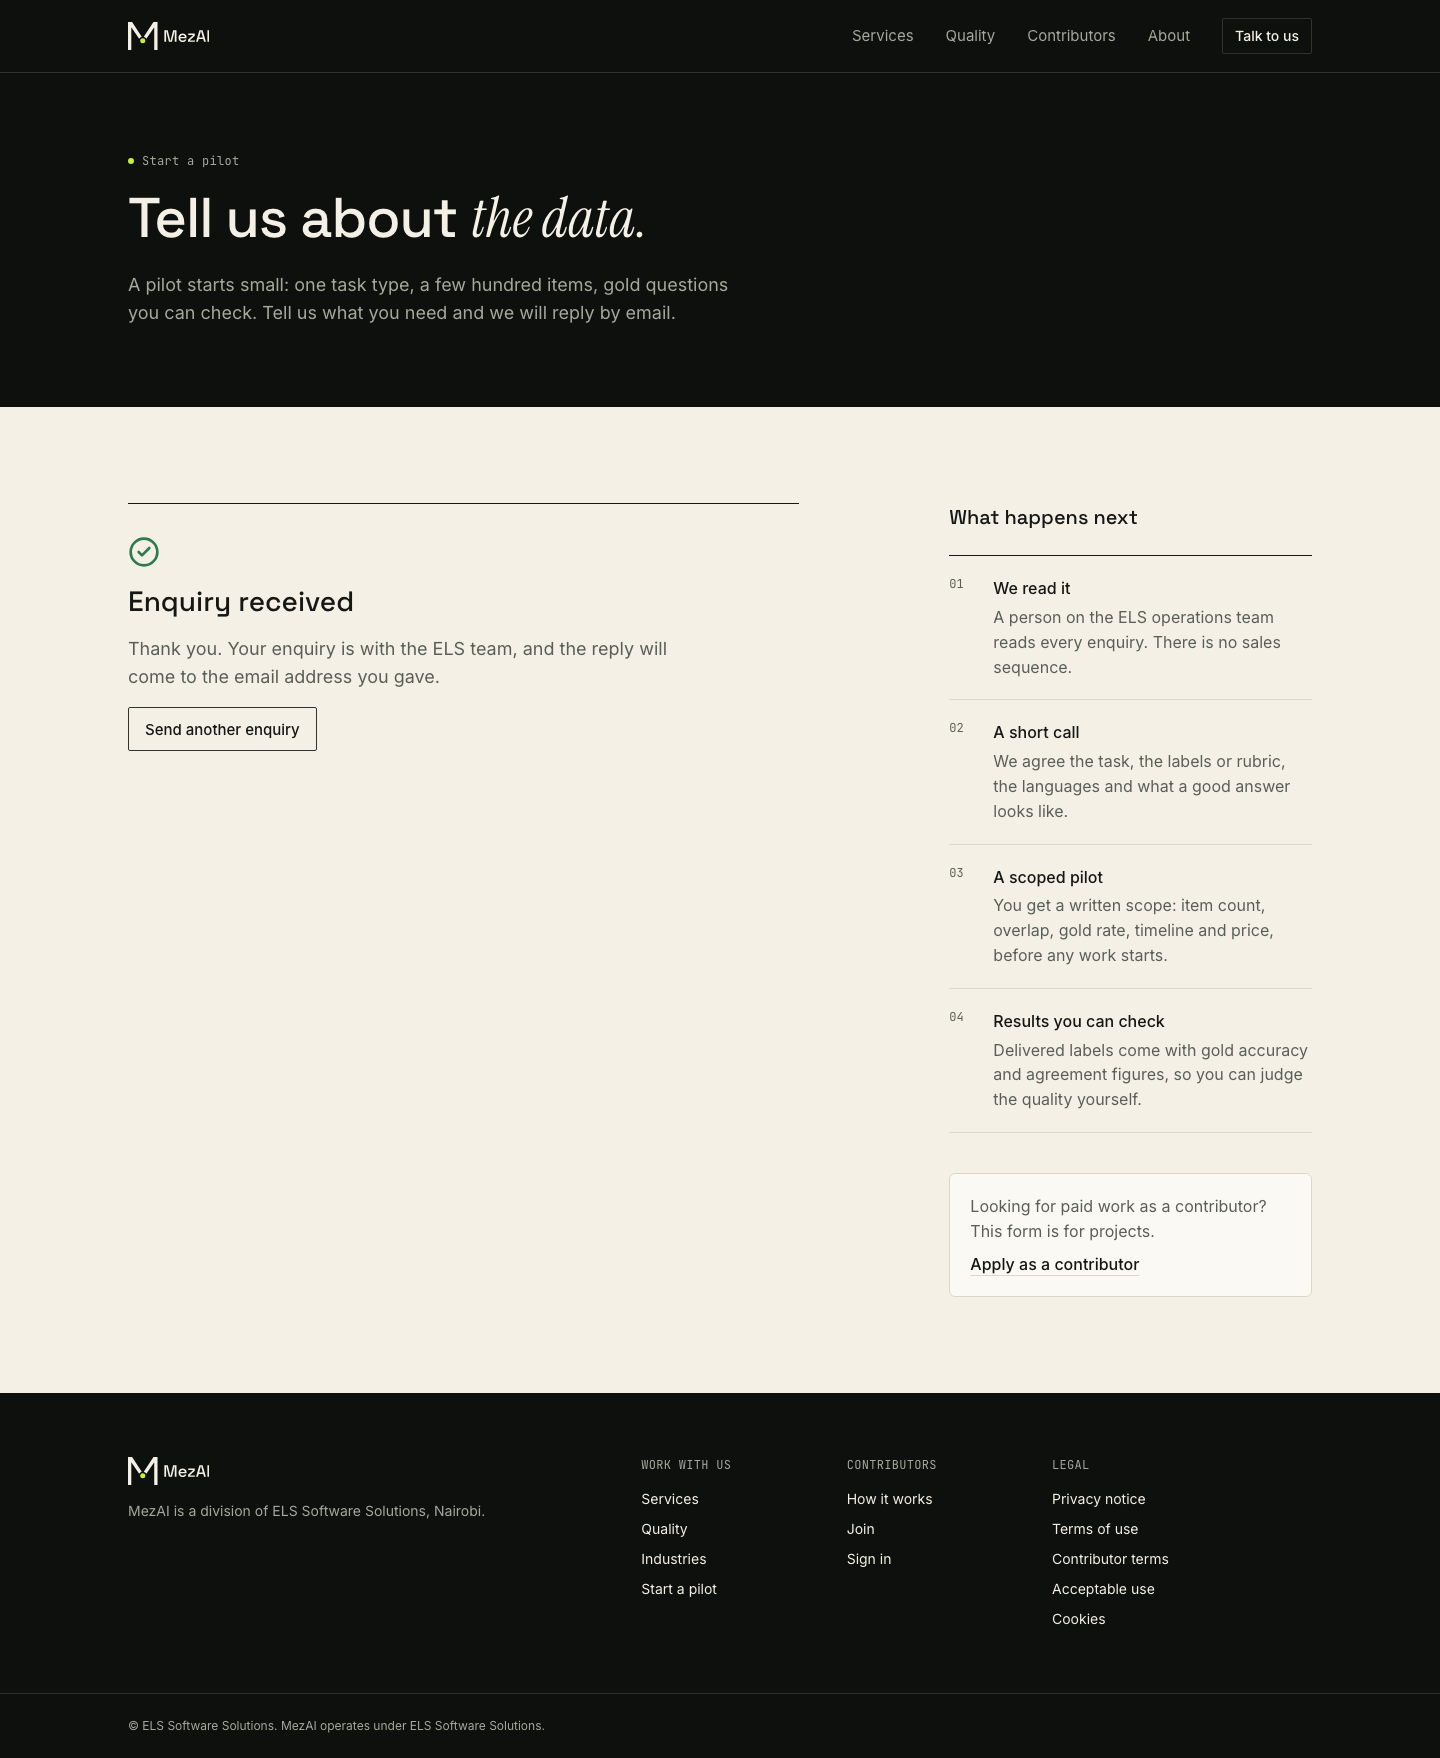 MezAI
Services
Quality
Contributors
About
Talk to us
Start a pilot
Tell us about the data.
A pilot starts small: one task type, a few hundred items, gold questions
you can check. Tell us what you need and we will reply by email.
Enquiry received
Thank you. Your enquiry is with the ELS team, and the reply will
come to the email address you gave.
Send another enquiry
What happens next
01
We read it
A person on the ELS operations team
reads every enquiry. There is no sales
sequence.
02
A short call
We agree the task, the labels or rubric,
the languages and what a good answer
looks like.
03
A scoped pilot
You get a written scope: item count,
overlap, gold rate, timeline and price,
before any work starts.
04
Results you can check
Delivered labels come with gold accuracy
and agreement figures, so you can judge
the quality yourself.
Looking for paid work as a contributor?
This form is for projects.
Apply as a contributor
MezAI
MezAI is a division of ELS Software Solutions, Nairobi.
WORK WITH US
Services
Quality
Industries
Start a pilot
CONTRIBUTORS
How it works
Join
Sign in
LEGAL
Privacy notice
Terms of use
Contributor terms
Acceptable use
Cookies
© ELS Software Solutions. MezAI operates under ELS Software Solutions.